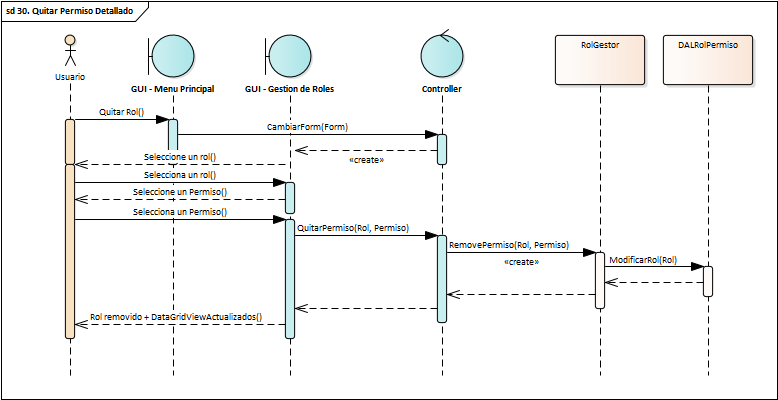 sd 30. Quitar Permiso Detallado
Usuario
GUI - Menu Principal
GUI - Gestion de Roles
Controller
RolGestor
DALRolPermiso
Quitar Rol()
CambiarForm(Form)
«create»
Seleccione un rol()
Selecciona un rol()
Seleccione un Permiso()
Selecciona un Permiso()
QuitarPermiso(Rol, Permiso)
RemovePermiso(Rol, Permiso)
«create»
ModificarRol(Rol)
Rol removido + DataGridViewActualizados()